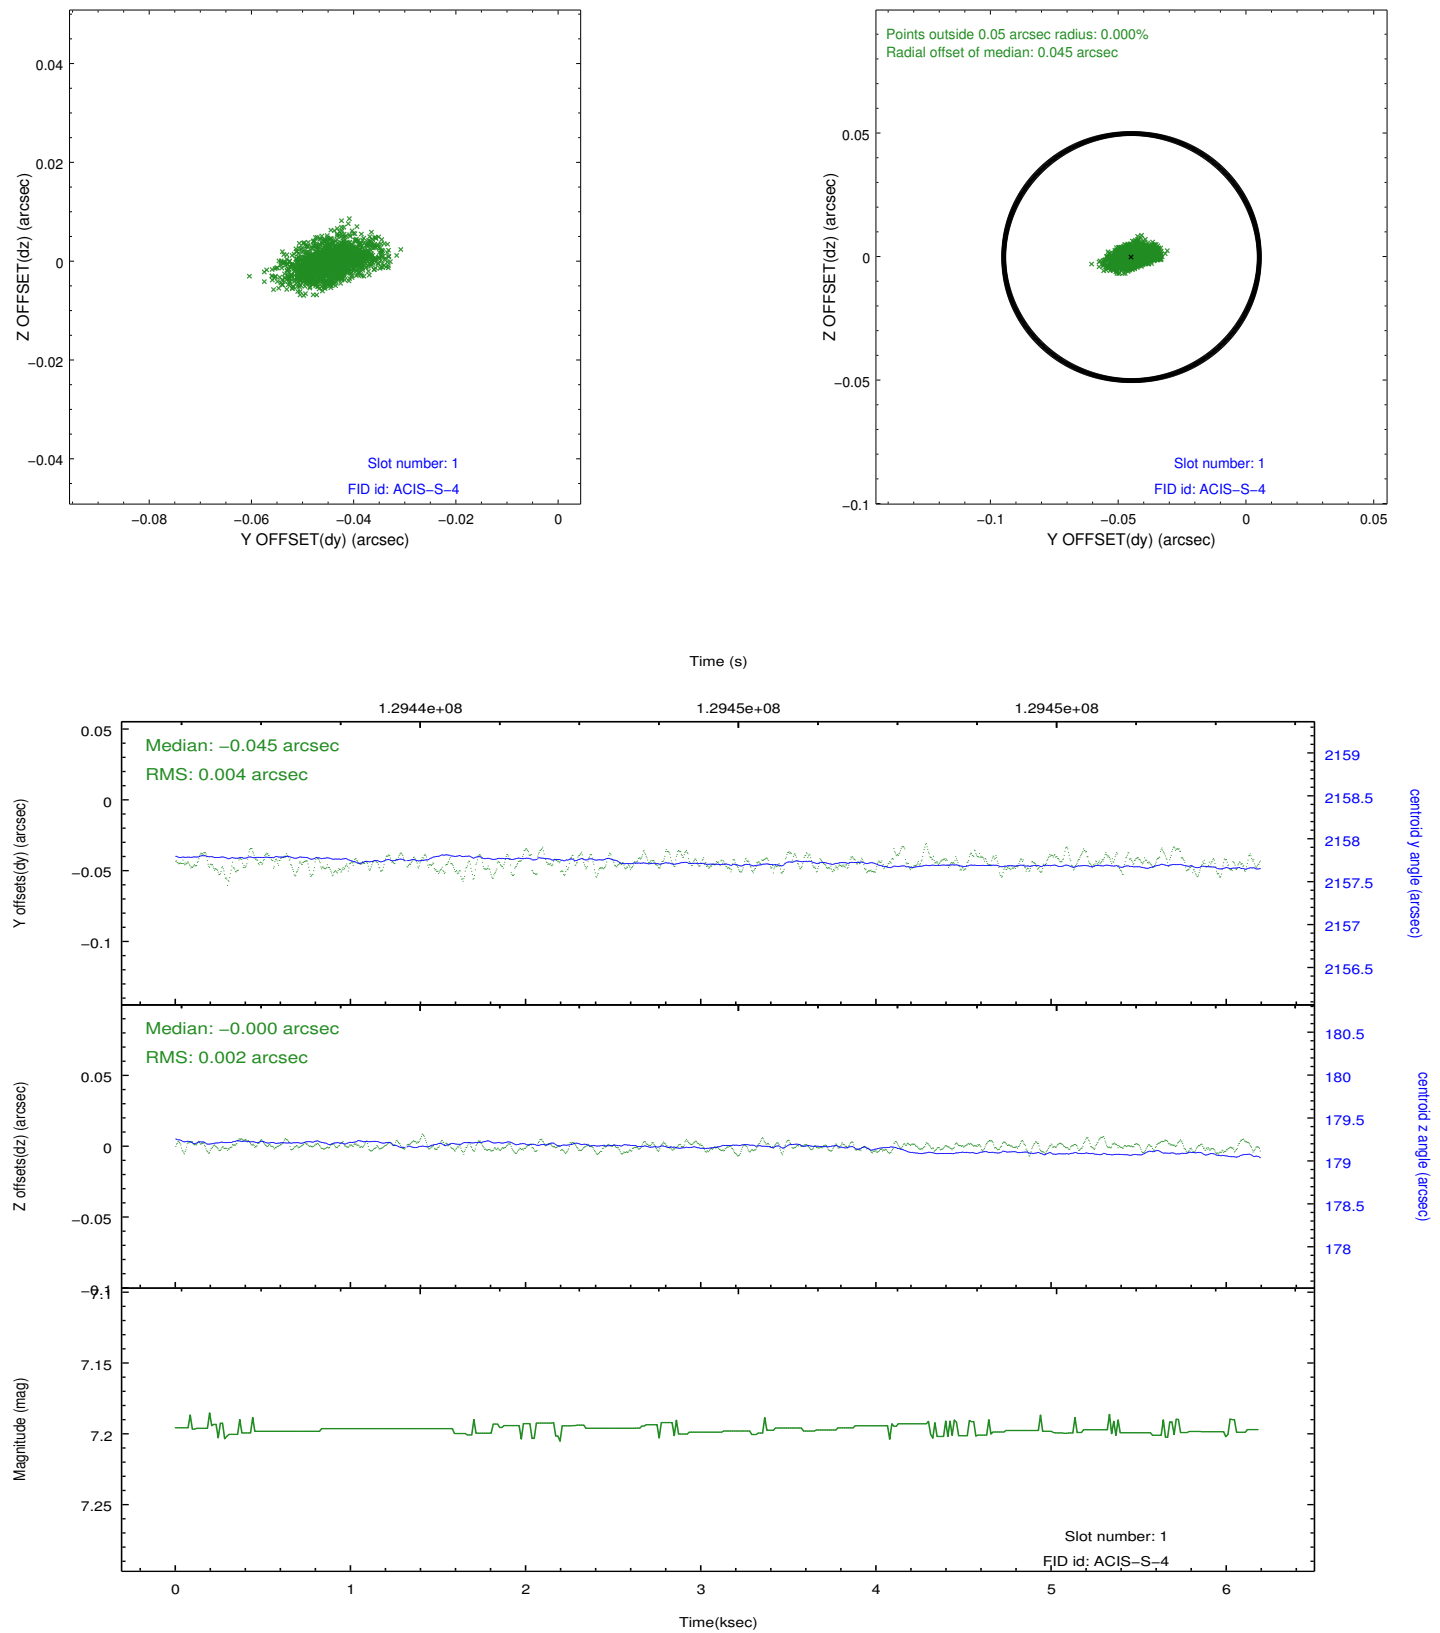 0.04
0.02
0
−0.02
−0.04
Z OFFSET(dz) (arcsec)
Slot number: 1
FID id: ACIS−S−4
−0.08
−0.06
−0.04
−0.02
0
Y OFFSET(dy) (arcsec)
Points outside 0.05 arcsec radius: 0.000%
Radial offset of median: 0.045 arcsec
0.05
0
−0.05
−0.1
Z OFFSET(dz) (arcsec)
Slot number: 1
FID id: ACIS−S−4
−0.1
−0.05
0
0.05
Y OFFSET(dy) (arcsec)
Time (s)
1.2944e+08
1.2945e+08
1.2945e+08
Median: −0.045 arcsec
RMS: 0.004 arcsec
0.05
0
−0.05
−0.1
Y offsets(dy) (arcsec)
2159
2158.5
2158
2157.5
2157
2156.5
centroid y angle (arcsec)
Median: −0.000 arcsec
RMS: 0.002 arcsec
0.05
0
−0.05
−0.1
Z offsets(dz) (arcsec)
180.5
180
179.5
179
178.5
178
centroid z angle (arcsec)
7.1
7.15
7.2
7.25
Magnitude (mag)
Slot number: 1
FID id: ACIS−S−4
0
1
2
3
4
5
6
Time(ksec)